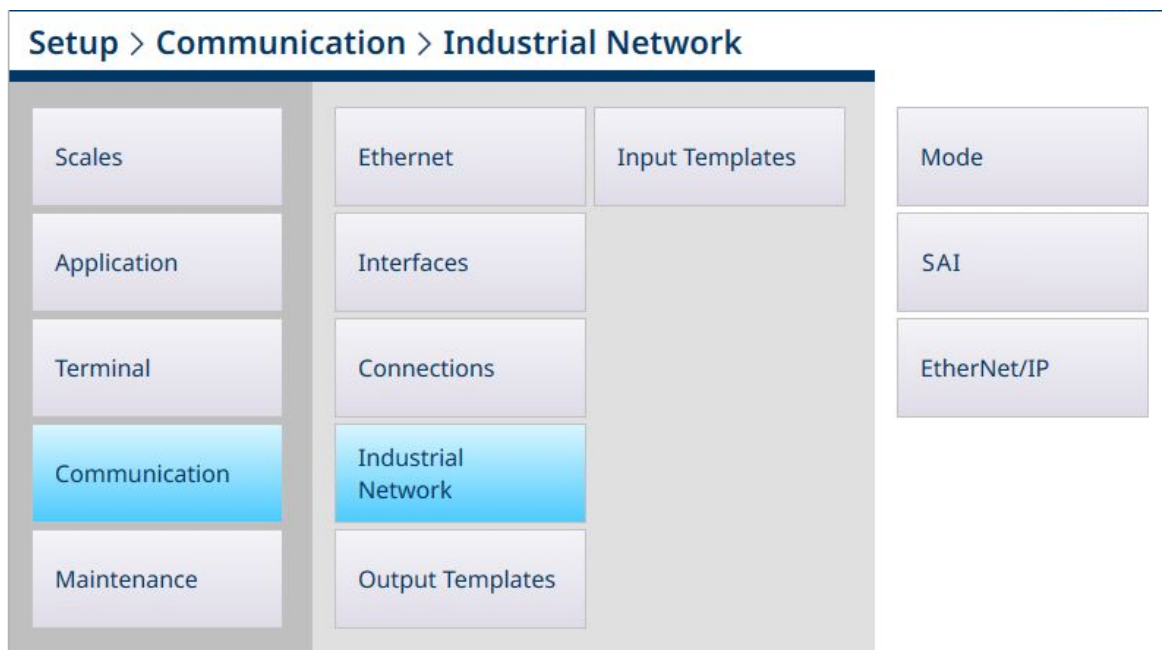 Setup > Communication > Industrial Network
Scales
Application
Terminal
Communication
Maintenance
Ethernet
Interfaces
Connections
Industrial
Network
Output Templates
Input Templates
Mode
SAI
EtherNet/IP